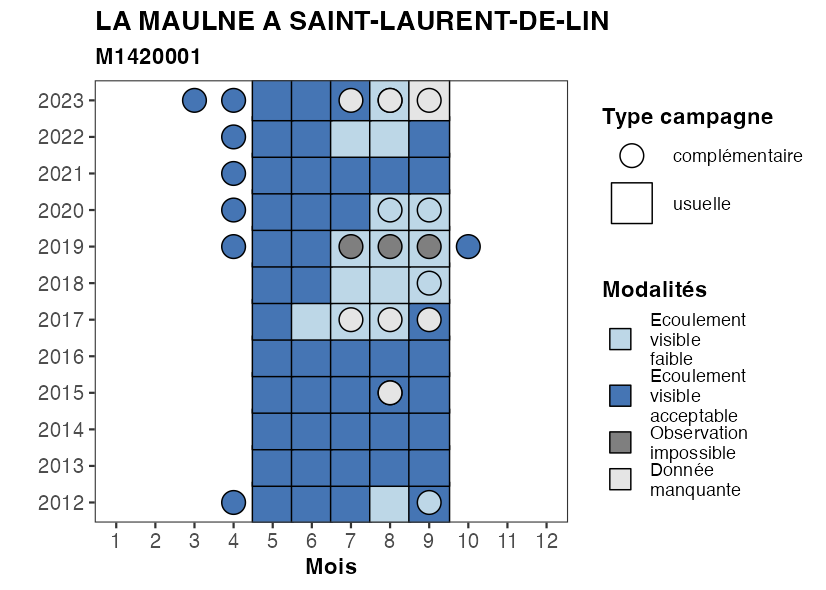 LA MAULNE A SAINT-LAURENT-DE-LIN
M1420001
2023
2022
2021
2020
2019
2018
2017
2016
2015
2014
2013
2012
1 2 3 4 5 6 7 8 9 10 11 12
Mois
Type campagne
complémentaire
usuelle
Modalités
Ecoulement
visible
faible
Ecoulement
visible
acceptable
Observation
impossible
Donnée
manquante